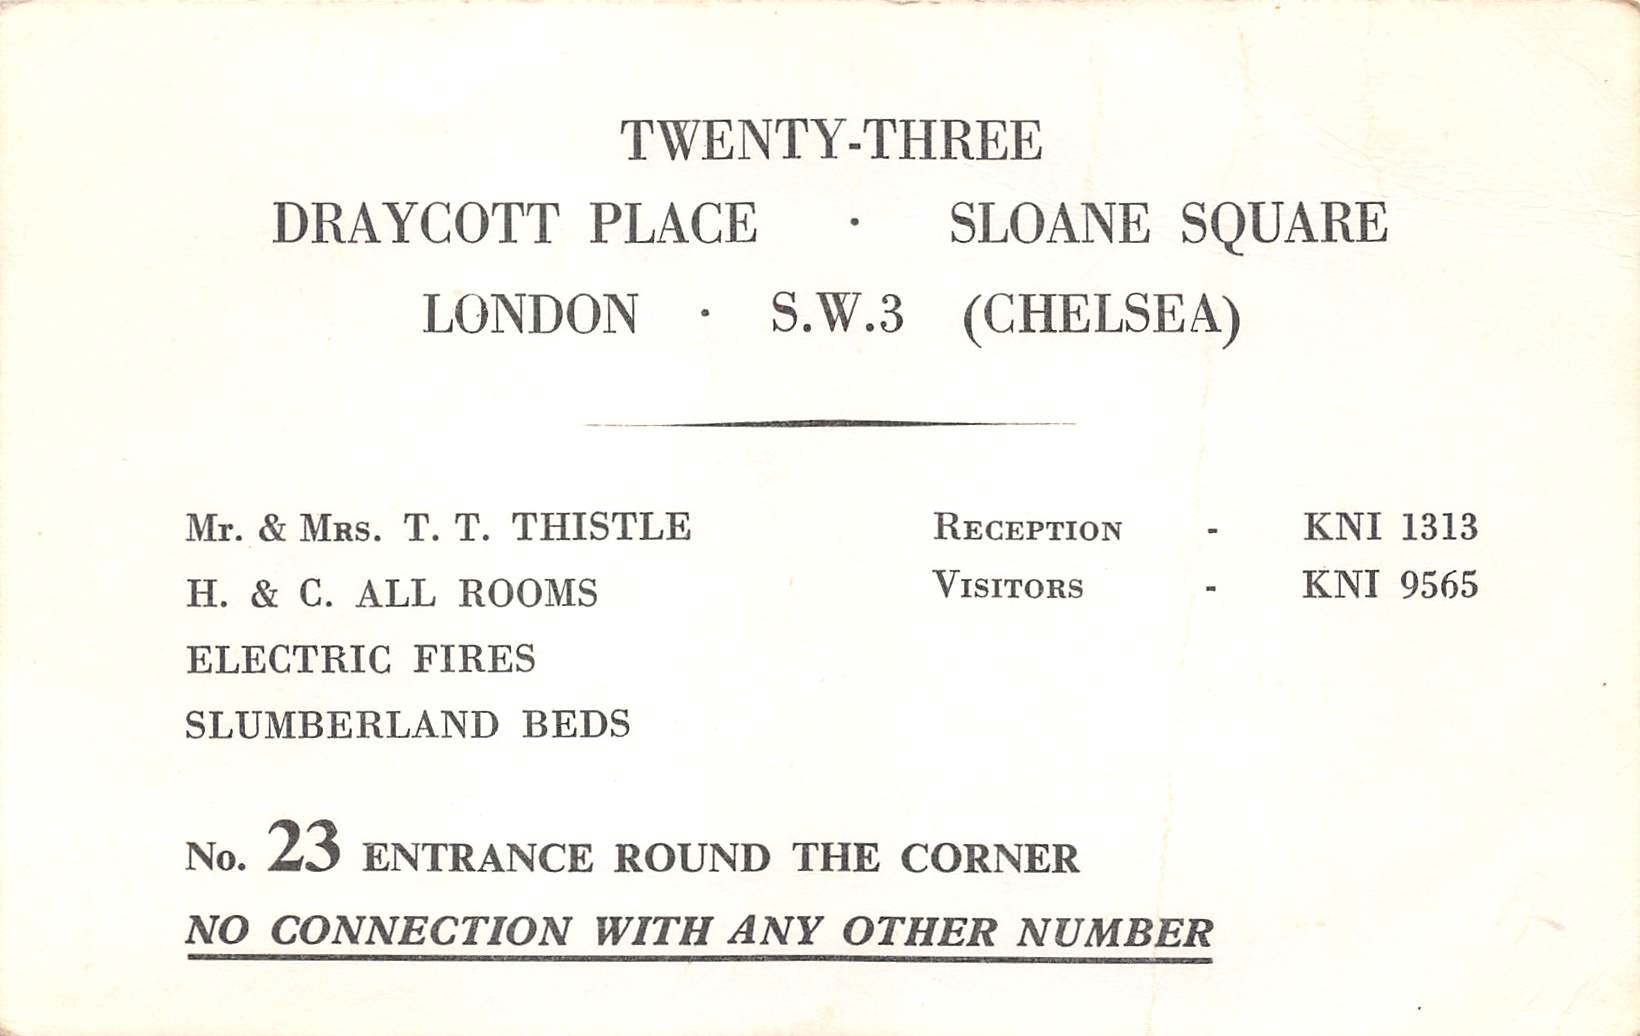 TWENTY-THREE
DRAYCOTT PLACE · SLOANE SQUARE
LONDON · S.W.3 (CHELSEA)
Mr. & Mrs. T. T. THISTLE
H. & C. ALL ROOMS
ELECTRIC FIRES
SLUMBERLAND BEDS
Reception - KNI 1313
Visitors - KNI 9565
No. 23 ENTRANCE ROUND THE CORNER
NO CONNECTION WITH ANY OTHER NUMBER